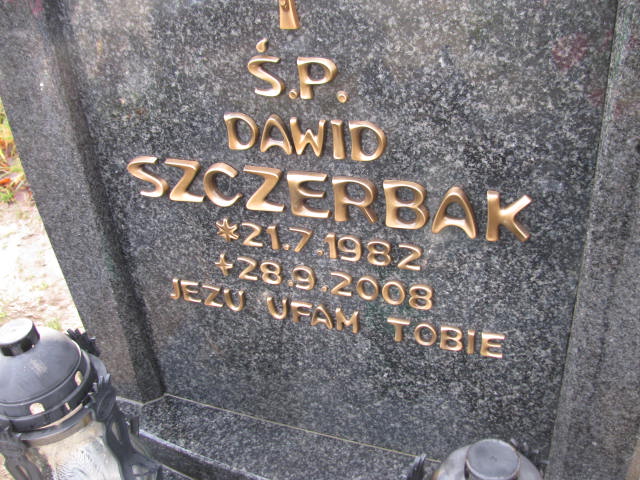 Ś.P.
DAWID
SZCZERBAK
*21.7.1982
+28.9.2008
JEZU UFAM TOBIE